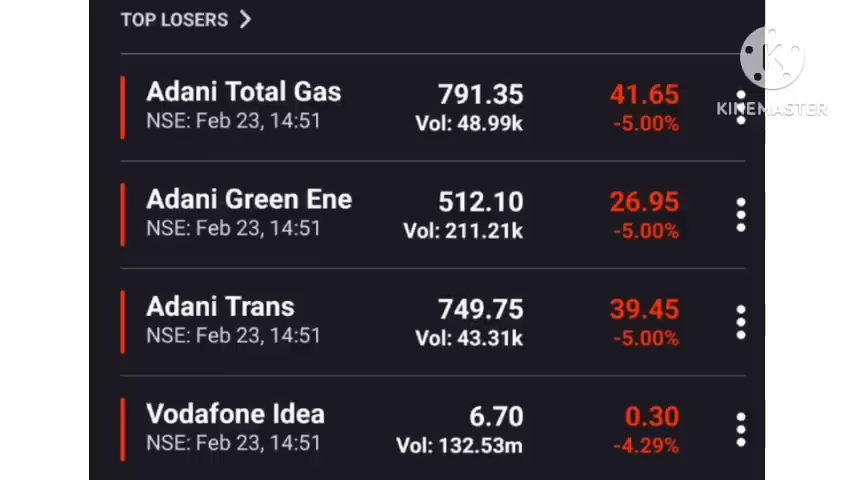 TOP LOSERS
Adani Total Gas 791.35 41.65
NSE: Feb 23, 14:51 Vol: 48.99k -5.00%
KINEMASTER
Adani Green Ene 512.10 26.95
NSE: Feb 23, 14:51 Vol: 211.21k -5.00%
Adani Trans 749.75 39.45
NSE: Feb 23, 14:51 Vol: 43.31k -5.00%
Vodafone Idea 6.70 0.30
NSE: Feb 23, 14:51 Vol: 132.53m -4.29%